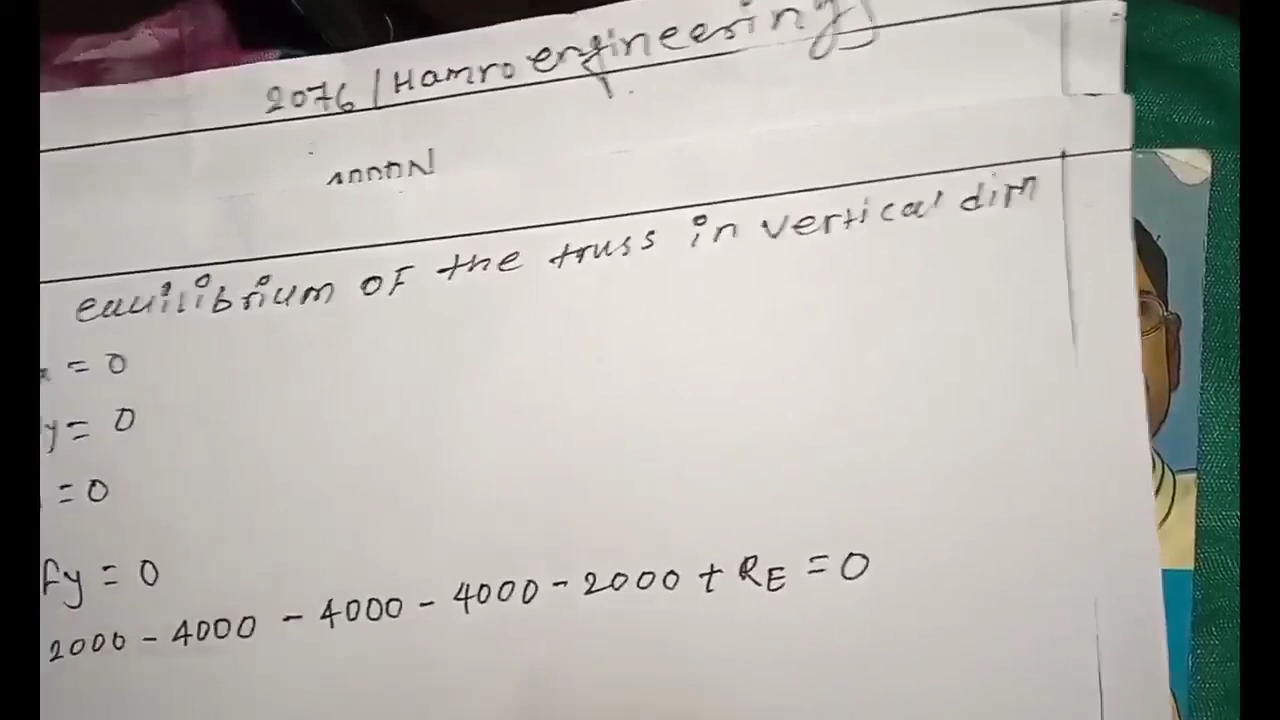 2076 / Hamro engineering
equilibrium of the truss in vertical dirn
= 0
y = 0
= 0
Fy = 0
2000 - 4000 - 4000 - 4000 - 2000 + RE = 0